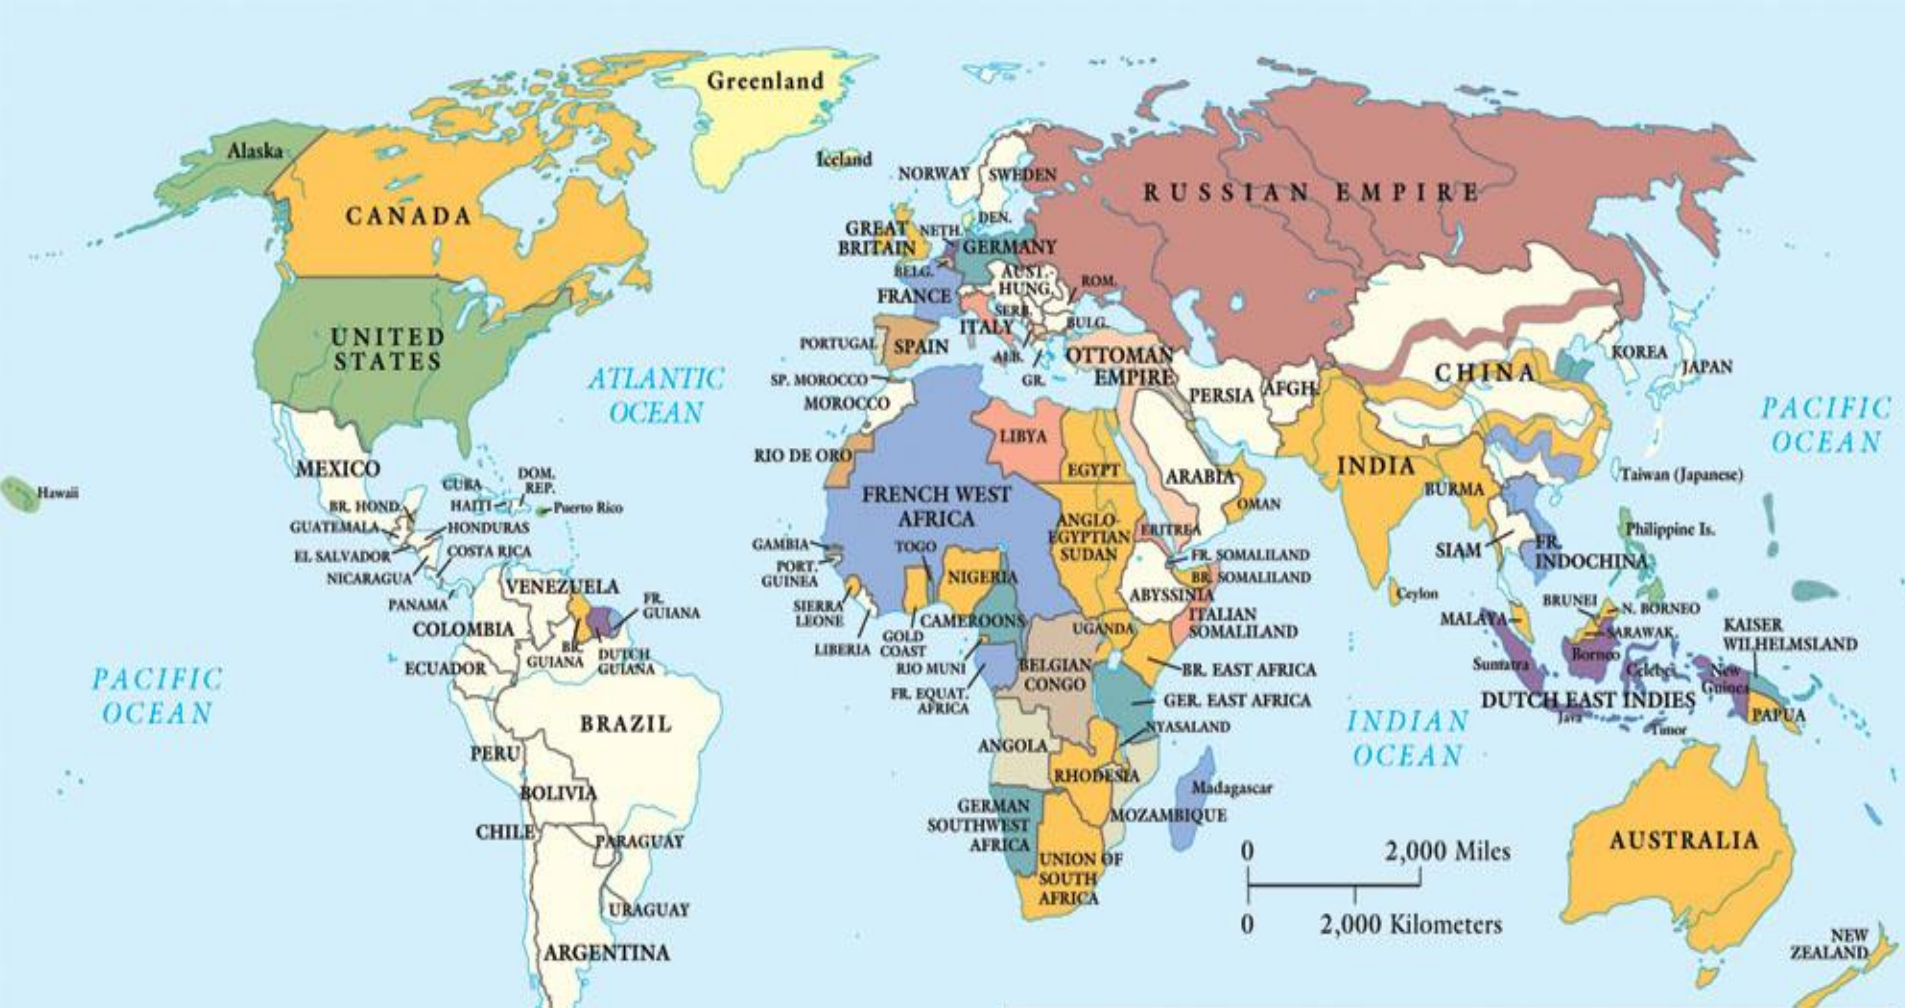 Greenland
Alaska
Iceland
CANADA
NORWAY
SWEDEN
RUSSIAN EMPIRE
DEN.
GREAT
BRITAIN
NETH.
GERMANY
BELG.
AUST.-
HUNG.
ROM.
FRANCE
SERB.
BULG.
ITALY
UNITED
STATES
PORTUGAL
SPAIN
ALB.
GR.
OTTOMAN
EMPIRE
KOREA
JAPAN
CHINA
ATLANTIC
OCEAN
SP. MOROCCO
MOROCCO
PERSIA
AFGH.
PACIFIC
OCEAN
LIBYA
RIO DE ORO
EGYPT
ARABIA
INDIA
MEXICO
CUBA
DOM.
REP.
HAITI
Puerto Rico
Hawaii
BR. HOND.
GUATEMALA
HONDURAS
EL SALVADOR
COSTA RICA
NICARAGUA
PANAMA
FRENCH WEST
AFRICA
ANGLO-
EGYPTIAN
SUDAN
ERITREA
OMAN
BURMA
Taiwan (Japanese)
Philippine Is.
SIAM
FR.
INDOCHINA
GAMBIA
PORT.
GUINEA
TOGO
NIGERIA
FR. SOMALILAND
BR. SOMALILAND
ABYSSINIA
ITALIAN
SOMALILAND
SIERRA
LEONE
LIBERIA
GOLD
COAST
CAMEROONS
UGANDA
Ceylon
BRUNEI
N. BORNEO
MALAYA
SARAWAK
KAISER
WILHELMSLAND
VENEZUELA
FR.
GUIANA
COLOMBIA
BR.
GUIANA
DUTCH
GUIANA
ECUADOR
RIO MUNI
FR. EQUAT.
AFRICA
BELGIAN
CONGO
BR. EAST AFRICA
GER. EAST AFRICA
Sumatra
Borneo
Celebes
New
Guinea
DUTCH EAST INDIES
Java
Timor
PAPUA
PACIFIC
OCEAN
BRAZIL
PERU
BOLIVIA
CHILE
PARAGUAY
URAGUAY
ARGENTINA
ANGOLA
NYASALAND
RHODESIA
Madagascar
MOZAMBIQUE
GERMAN
SOUTHWEST
AFRICA
UNION OF
SOUTH
AFRICA
INDIAN
OCEAN
0 2,000 Miles
0 2,000 Kilometers
AUSTRALIA
NEW
ZEALAND